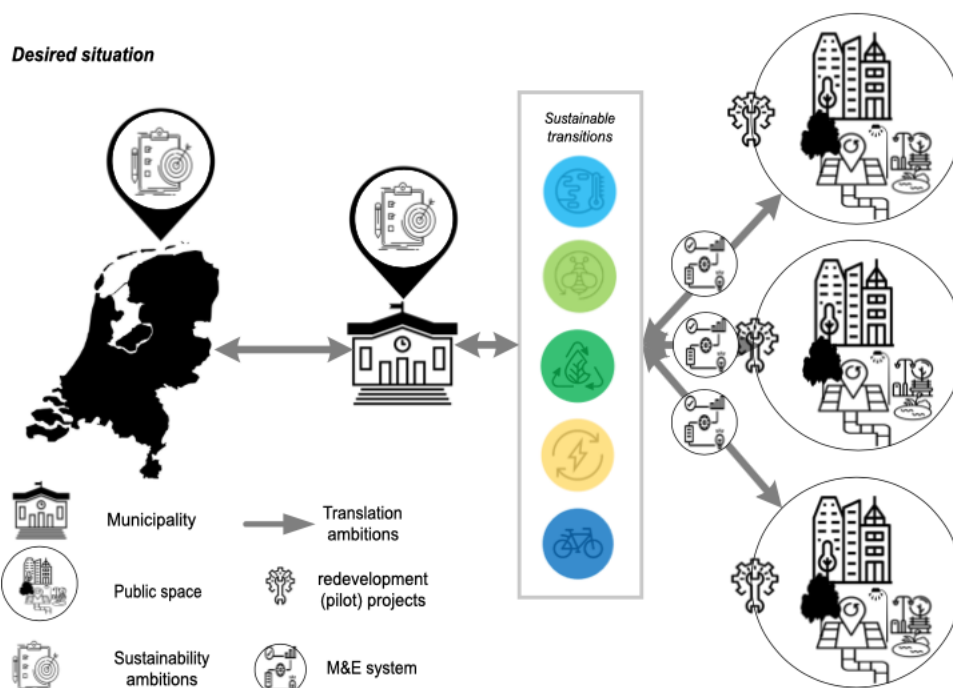 Desired situation
Sustainable
transitions
Municipality
Translation
ambitions
Public space
redevelopment
(pilot) projects
Sustainability
ambitions
M&E system